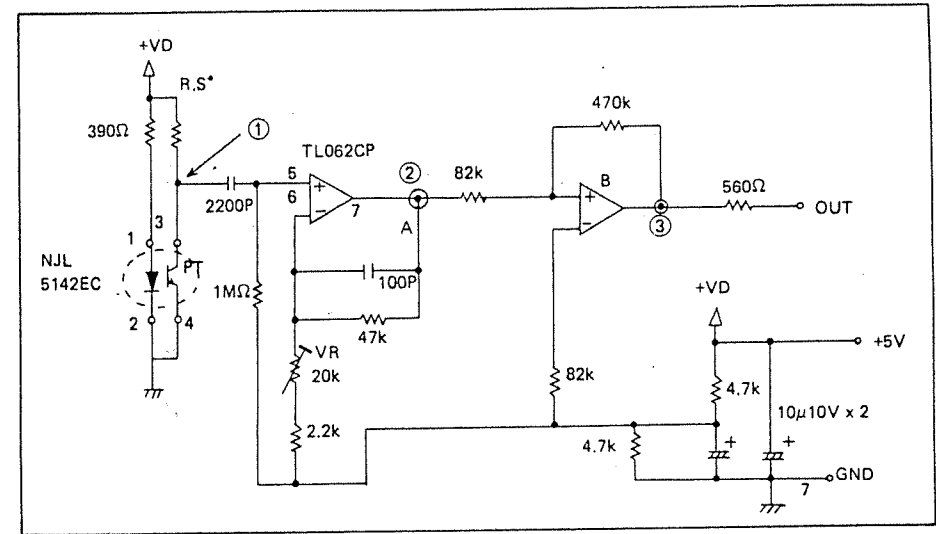 +VD
R.S*
390Ω
①
TL062CP
5
6
7
2200P
②
A
82k
470k
B
③
560Ω
OUT
1
3
NJL
5142EC
PT
2
4
1MΩ
100P
47k
VR
20k
2.2k
82k
4.7k
+VD
+5V
4.7k
10μ10V x 2
+
+
GND
7
+
−
+
−